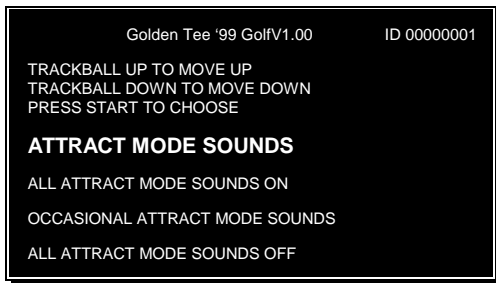 Golden Tee '99 GolfV1.00 ID 00000001
TRACKBALL UP TO MOVE UP
TRACKBALL DOWN TO MOVE DOWN
PRESS START TO CHOOSE
ATTRACT MODE SOUNDS
ALL ATTRACT MODE SOUNDS ON
OCCASIONAL ATTRACT MODE SOUNDS
ALL ATTRACT MODE SOUNDS OFF